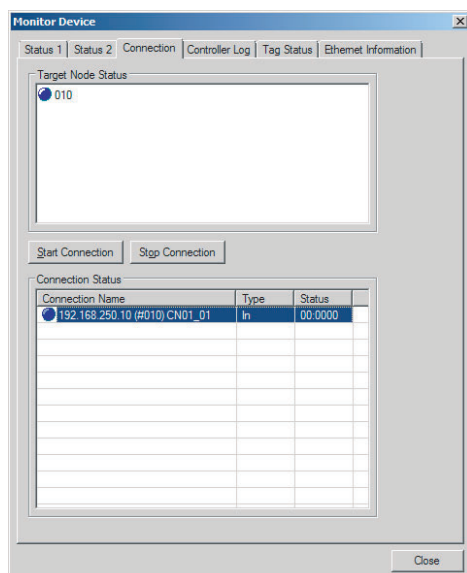 Monitor Device
Status 1 Status 2 Connection Controller Log Tag Status Ethernet Information
Target Node Status
010
Start Connection Stop Connection
Connection Status
Connection Name Type Status
192.168.250.10 (#010) CN01_01 In 00:0000
Close